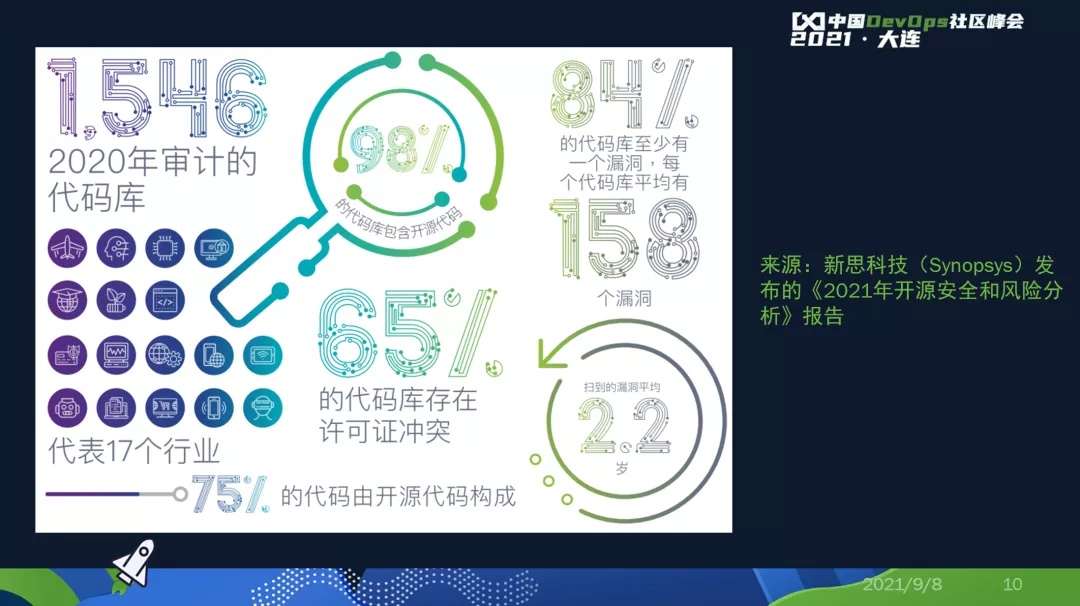 中国DevOps社区峰会
2021 · 大连
1,546
2020年审计的
代码库
代表17个行业
98%
的代码库包含开源代码
84%
的代码库至少有
一个漏洞，每
个代码库平均有
158
个漏洞
65%
的代码库存在
许可证冲突
扫到的漏洞平均
2.2
岁
75%
的代码由开源代码构成
来源：新思科技（Synopsys）发
布的《2021年开源安全和风险分
析》报告
2021/9/8
10